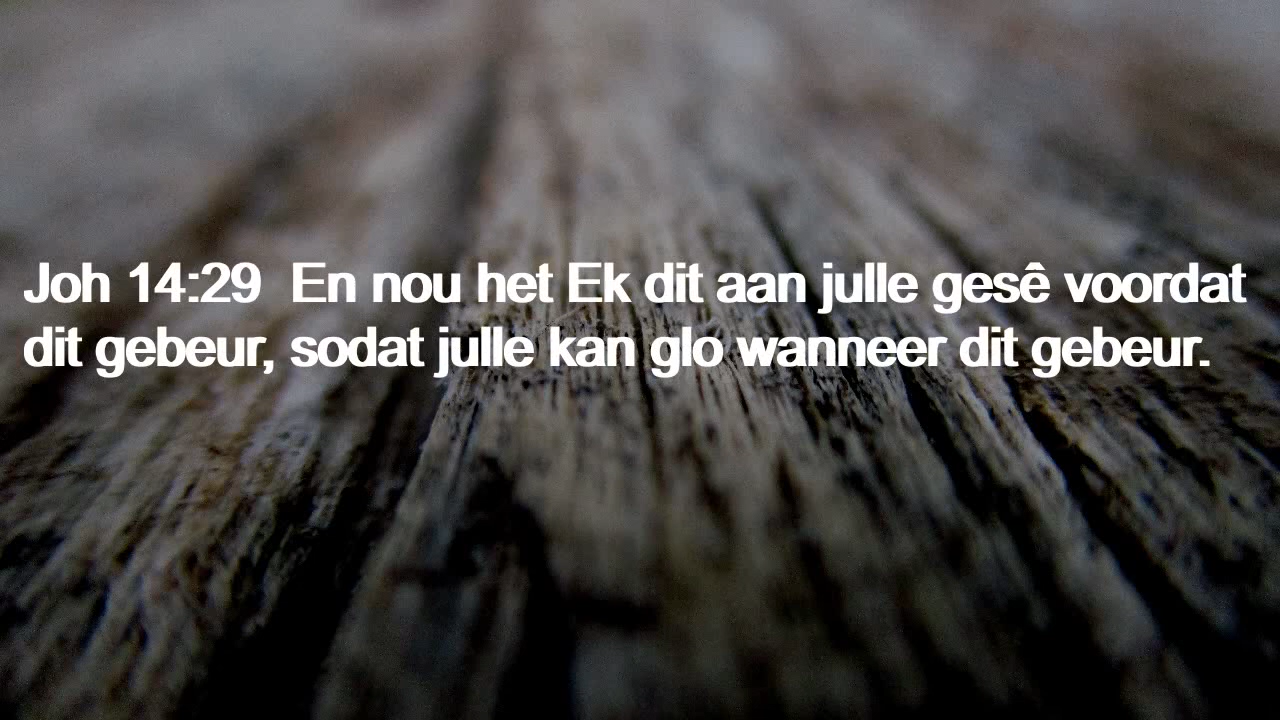 Joh 14:29  En nou het Ek dit aan julle gesê voordat
dit gebeur, sodat julle kan glo wanneer dit gebeur.